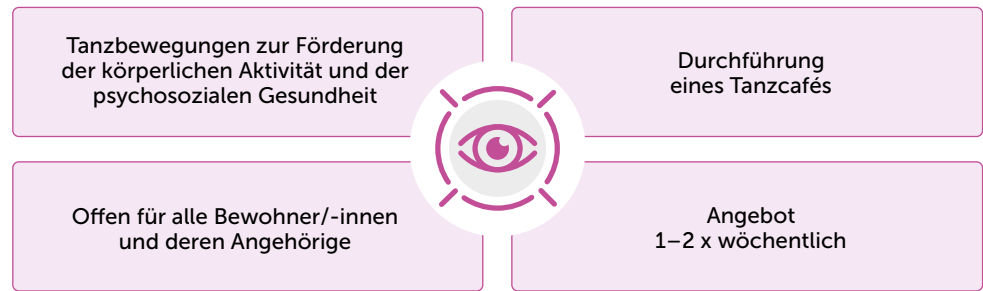 Tanzbewegungen zur Förderung
der körperlichen Aktivität und der
psychosozialen Gesundheit
Durchführung
eines Tanzcafés
Offen für alle Bewohner/-innen
und deren Angehörige
Angebot
1–2 x wöchentlich